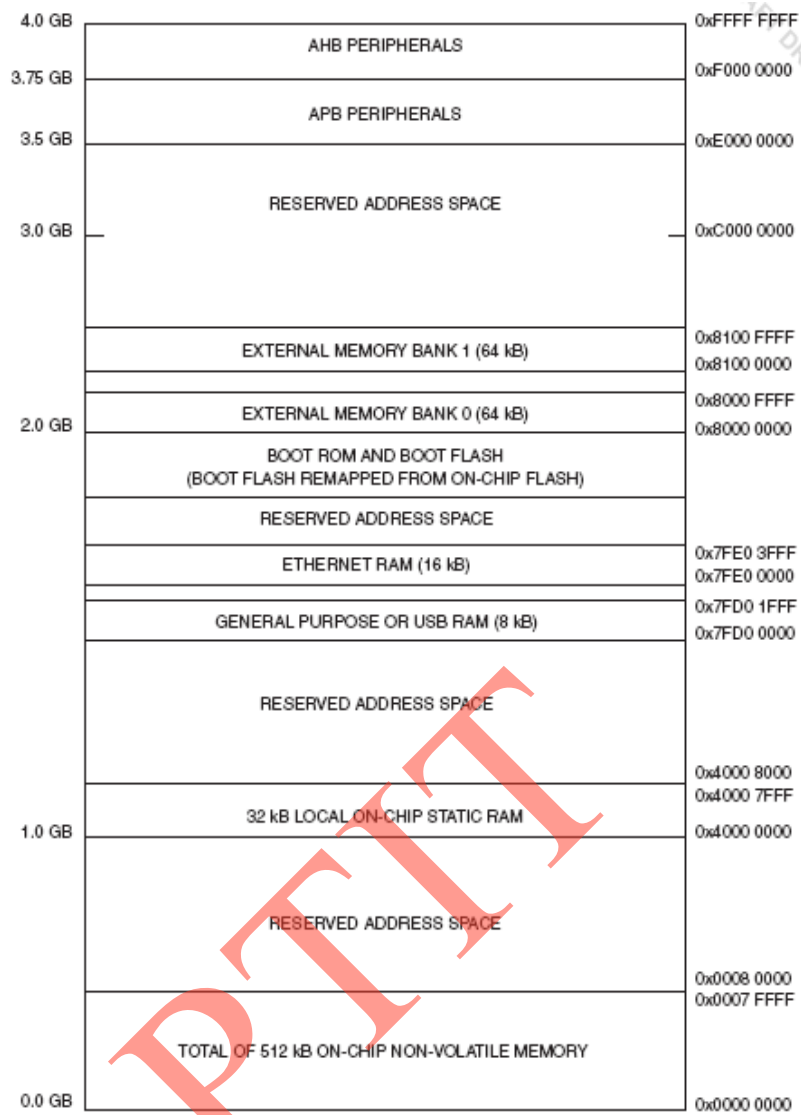 4.0 GB 0xFFFF FFFF
AHB PERIPHERALS
3.75 GB 0xF000 0000
APB PERIPHERALS
3.5 GB 0xE000 0000
RESERVED ADDRESS SPACE
3.0 GB 0xC000 0000
0x8100 FFFF
EXTERNAL MEMORY BANK 1 (64 kB)
0x8100 0000
0x8000 FFFF
EXTERNAL MEMORY BANK 0 (64 kB)
2.0 GB 0x8000 0000
BOOT ROM AND BOOT FLASH
(BOOT FLASH REMAPPED FROM ON-CHIP FLASH)
RESERVED ADDRESS SPACE
0x7FE0 3FFF
ETHERNET RAM (16 kB)
0x7FE0 0000
0x7FD0 1FFF
GENERAL PURPOSE OR USB RAM (8 kB)
0x7FD0 0000
RESERVED ADDRESS SPACE
0x4000 8000
0x4000 7FFF
32 kB LOCAL ON-CHIP STATIC RAM
1.0 GB 0x4000 0000
RESERVED ADDRESS SPACE
0x0008 0000
0x0007 FFFF
TOTAL OF 512 kB ON-CHIP NON-VOLATILE MEMORY
0.0 GB 0x0000 0000
PTIT